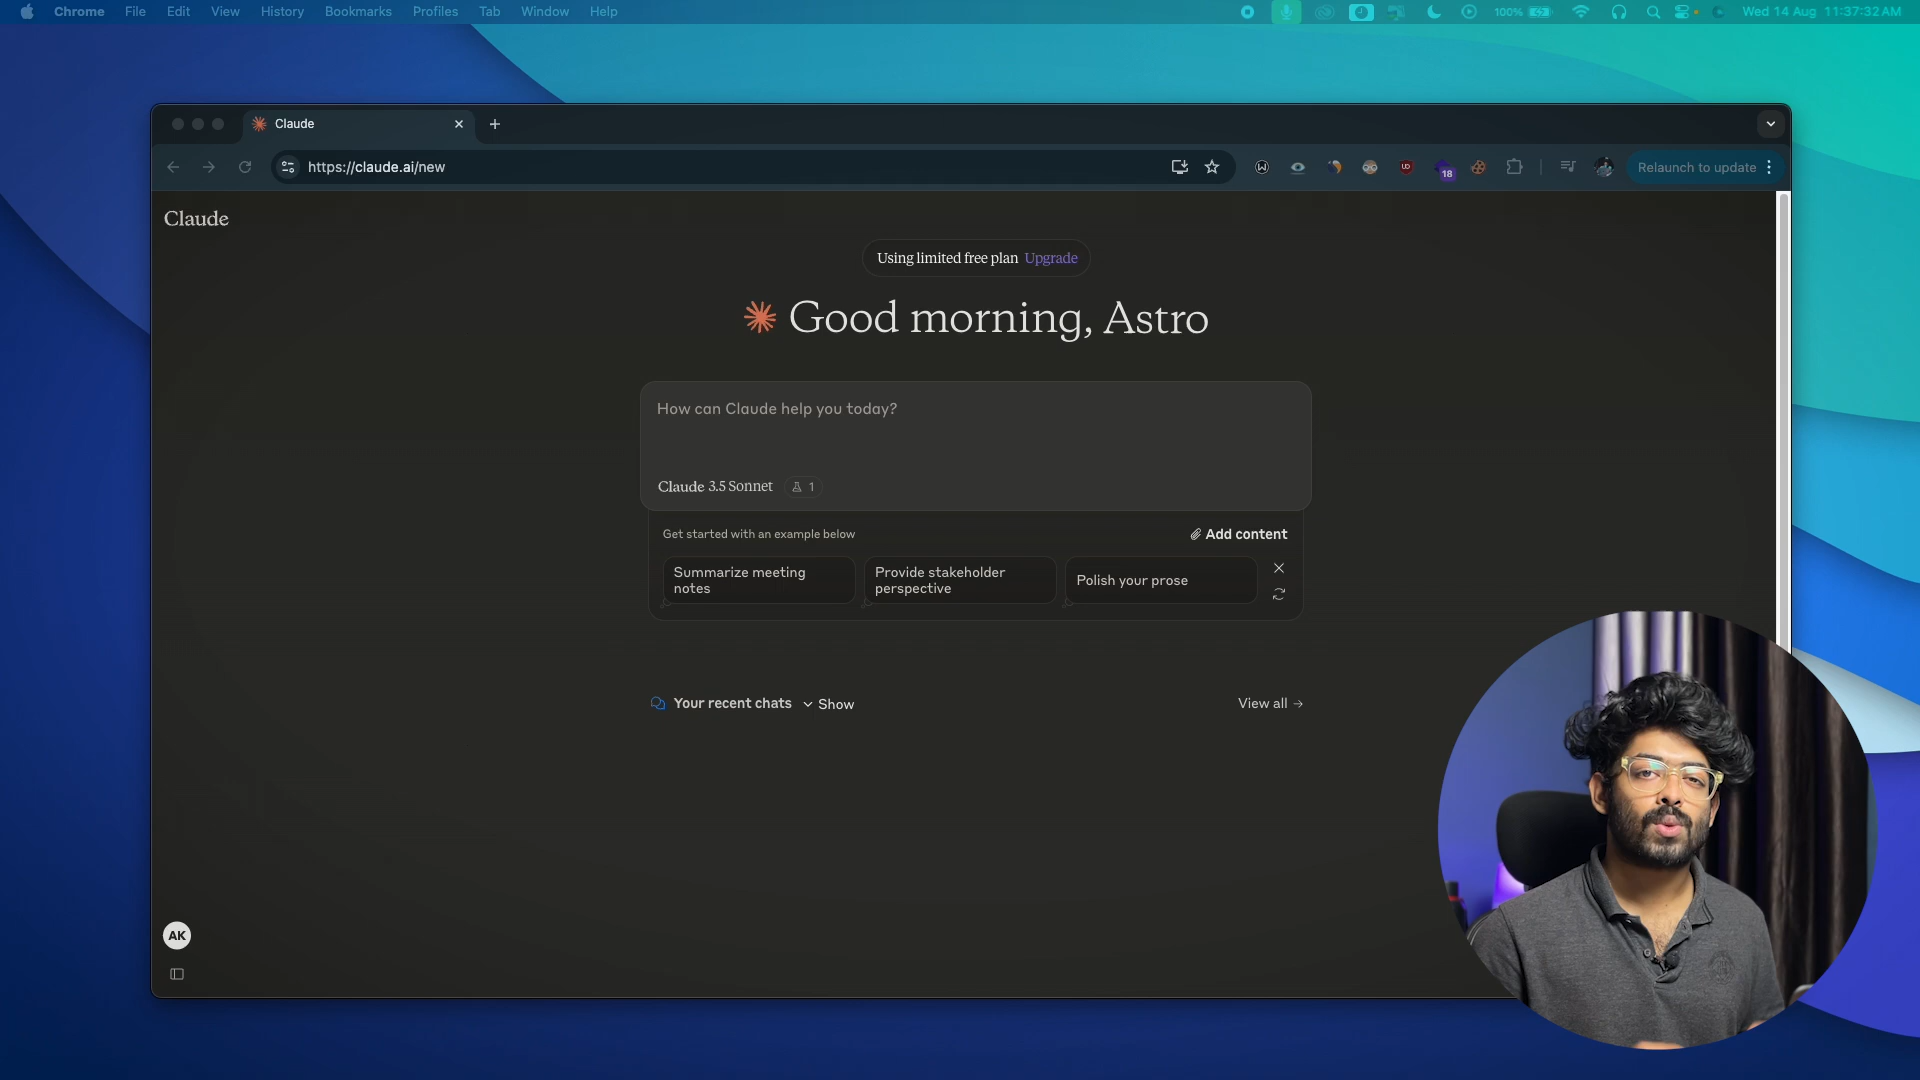 Chrome File Edit View History Bookmarks Profiles Tab Window Help
100% Wed 14 Aug 11:37:32 AM
Claude
https://claude.ai/new
18
Relaunch to update
Claude
Using limited free plan Upgrade
Good morning, Astro
How can Claude help you today?
Claude 3.5 Sonnet 1
Get started with an example below
Add content
Summarize meeting
notes
Provide stakeholder
perspective
Polish your prose
Your recent chats Show
View all →
AK